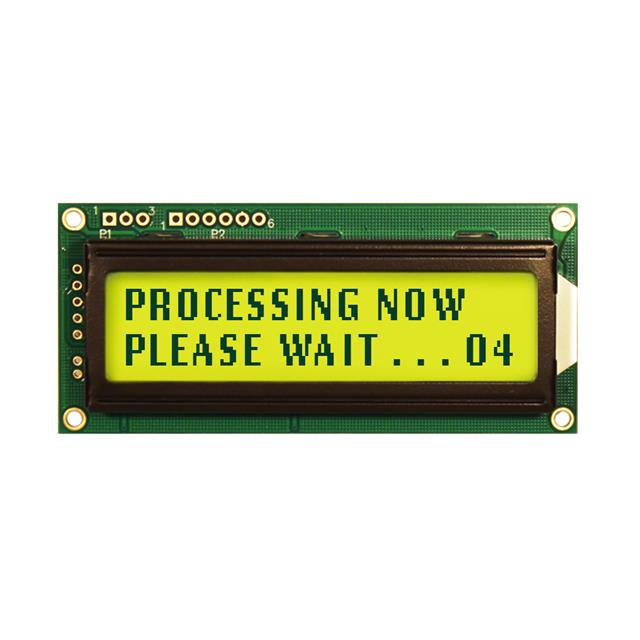 1 3
P1
1 6
P2
PROCESSING NOW
PLEASE WAIT...04